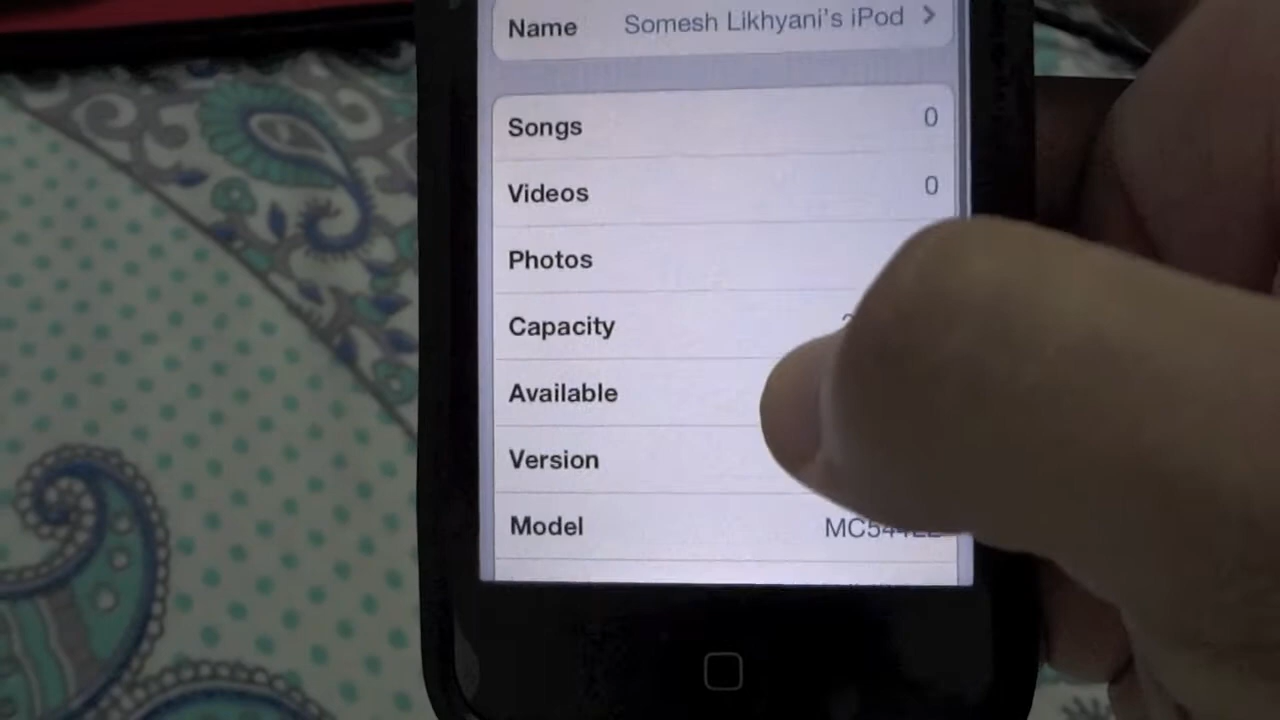 Name Somesh Likhyani's iPod
Songs 0
Videos 0
Photos
Capacity
Available
Version
Model